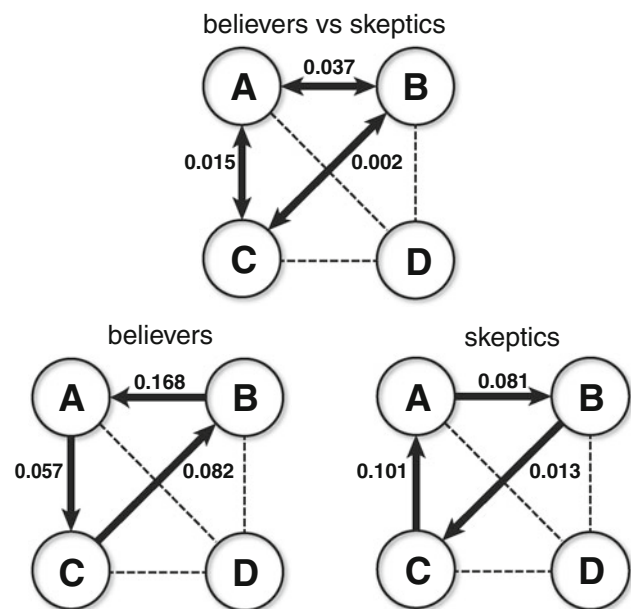 believers vs skeptics
A 0.037 B
0.015 0.002
C D
believers
A 0.168 B
0.057 0.082
C D
skeptics
A 0.081 B
0.101 0.013
C D